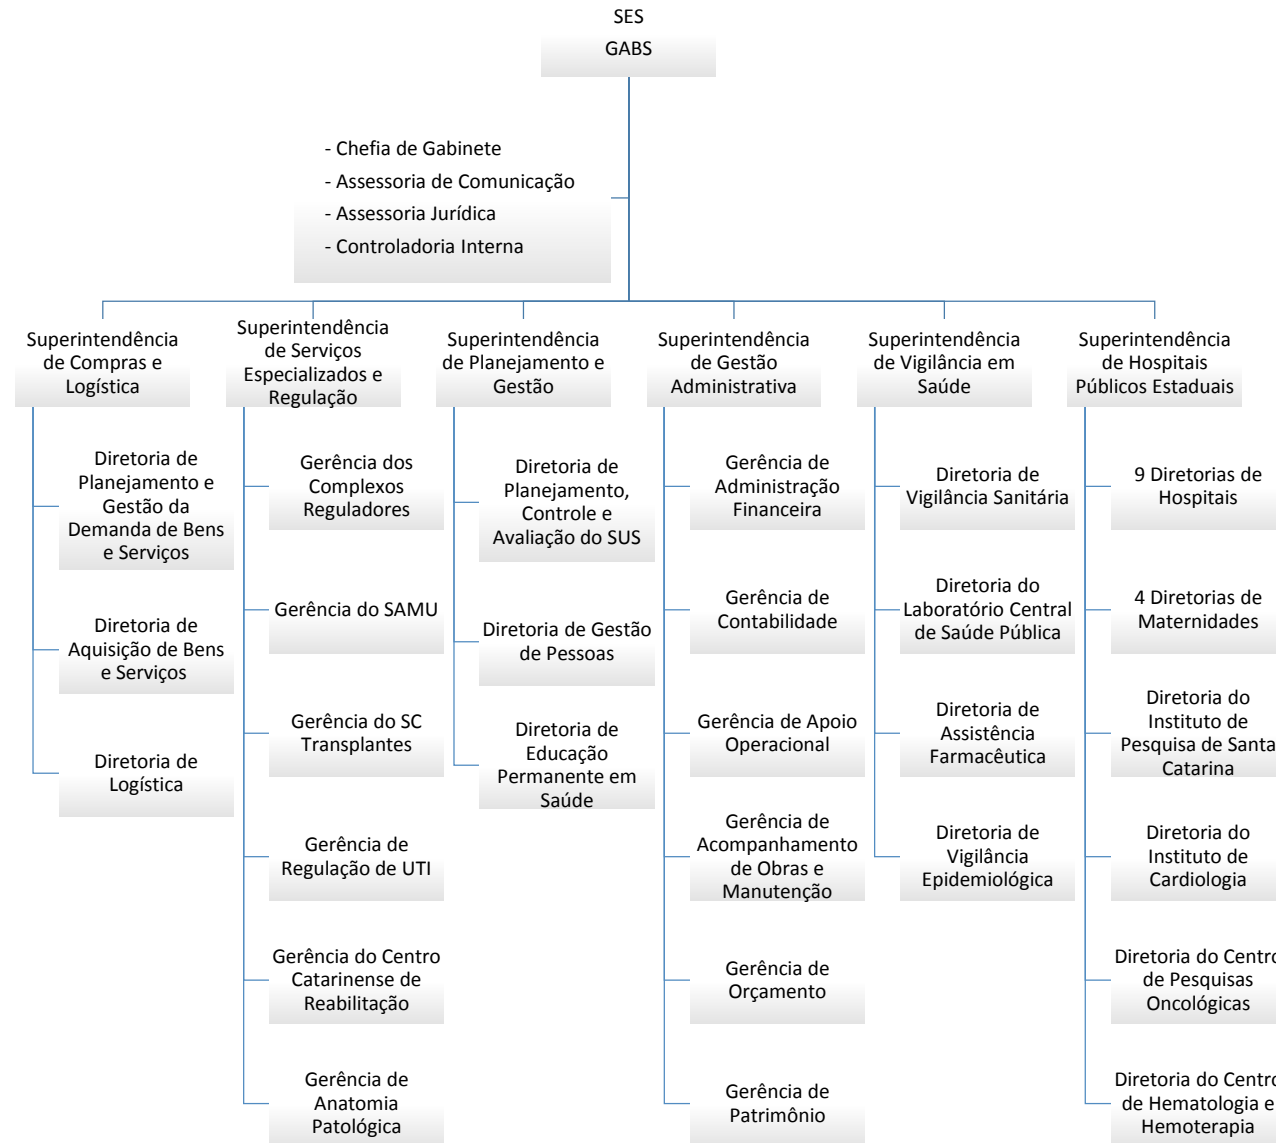 SES
GABS
- Chefia de Gabinete
- Assessoria de Comunicação
- Assessoria Jurídica
- Controladoria Interna
Superintendência
de Compras e
Logística
Diretoria de
Planejamento e
Gestão da
Demanda de Bens
e Serviços
Diretoria de
Aquisição de Bens
e Serviços
Diretoria de
Logística
Superintendência
de Serviços
Especializados e
Regulação
Gerência dos
Complexos
Reguladores
Gerência do SAMU
Gerência do SC
Transplantes
Gerência de
Regulação de UTI
Gerência do Centro
Catarinense de
Reabilitação
Gerência de
Anatomia
Patológica
Superintendência
de Planejamento e
Gestão
Diretoria de
Planejamento,
Controle e
Avaliação do SUS
Diretoria de Gestão
de Pessoas
Diretoria de
Educação
Permanente em
Saúde
Superintendência
de Gestão
Administrativa
Gerência de
Administração
Financeira
Gerência de
Contabilidade
Gerência de Apoio
Operacional
Gerência de
Acompanhamento
de Obras e
Manutenção
Gerência de
Orçamento
Gerência de
Patrimônio
Superintendência
de Vigilância em
Saúde
Diretoria de
Vigilância Sanitária
Diretoria do
Laboratório Central
de Saúde Pública
Diretoria de
Assistência
Farmacêutica
Diretoria de
Vigilância
Epidemiológica
Superintendência
de Hospitais
Públicos Estaduais
9 Diretorias de
Hospitais
4 Diretorias de
Maternidades
Diretoria do
Instituto de
Pesquisa de Santa
Catarina
Diretoria do
Instituto de
Cardiologia
Diretoria do Centro
de Pesquisas
Oncológicas
Diretoria do Centro
de Hematologia e
Hemoterapia